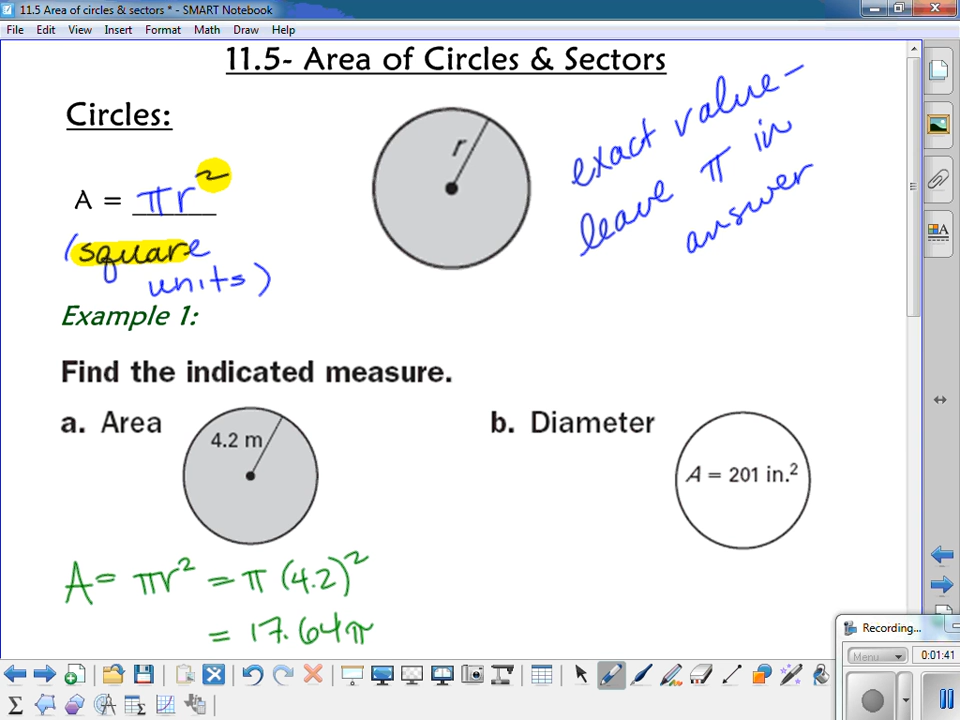 11.5 Area of circles & sectors * - SMART Notebook
File Edit View Insert Format Math Draw Help
11.5- Area of Circles & Sectors
Circles:
r
exact value -
leave π in
answer
A = πr²
(square
units)
Example 1:
Find the indicated measure.
a. Area
4.2 m
b. Diameter
A = 201 in.²
A = πr² = π (4.2)²
= 17.64π
Recording...
Menu
0:01:41